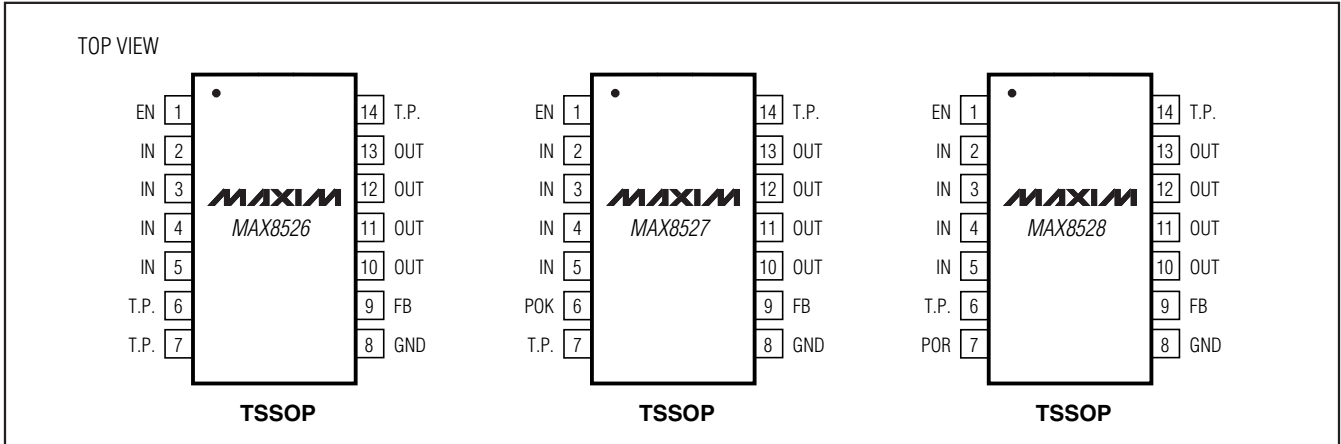 TOP VIEW
EN 1
IN 2
IN 3
IN 4
IN 5
T.P. 6
T.P. 7
14 T.P.
13 OUT
12 OUT
11 OUT
10 OUT
9 FB
8 GND
MAXIM
MAX8526
TSSOP
EN 1
IN 2
IN 3
IN 4
IN 5
POK 6
T.P. 7
14 T.P.
13 OUT
12 OUT
11 OUT
10 OUT
9 FB
8 GND
MAXIM
MAX8527
TSSOP
EN 1
IN 2
IN 3
IN 4
IN 5
T.P. 6
POR 7
14 T.P.
13 OUT
12 OUT
11 OUT
10 OUT
9 FB
8 GND
MAXIM
MAX8528
TSSOP